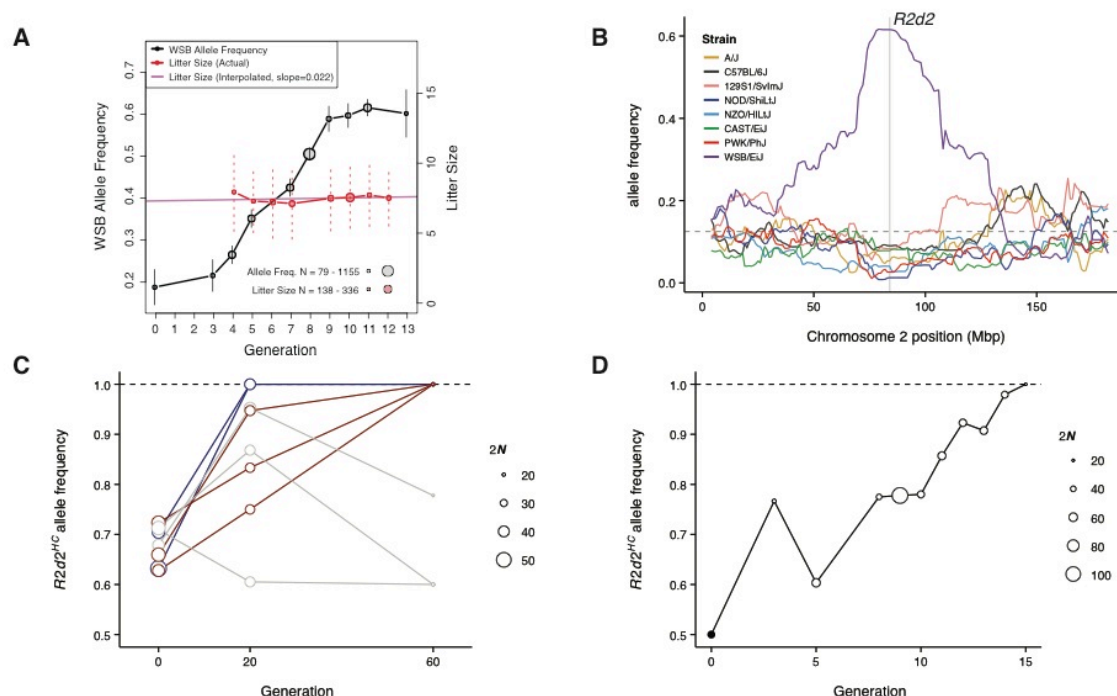 A
WSB Allele Frequency
Litter Size (Actual)
Litter Size (Interpolated, slope=0.022)
WSB Allele Frequency
0.7
0.6
0.5
0.4
0.3
0.2
15
10
5
0
Litter Size
Allele Freq. N = 79 - 1155
Litter Size N = 138 - 336
0 1 2 3 4 5 6 7 8 9 10 11 12 13
Generation
B
R2d2
Strain
A/J
C57BL/6J
129S1/SvImJ
NOD/ShiLtJ
NZO/HILtJ
CAST/EiJ
PWK/PhJ
WSB/EiJ
allele frequency
0.6
0.4
0.2
0.0
0 50 100 150
Chromosome 2 position (Mbp)
C
R2d2HC allele frequency
1.0
0.9
0.8
0.7
0.6
0.5
0 20 60
Generation
2N
20
30
40
50
D
R2d2HC allele frequency
1.0
0.9
0.8
0.7
0.6
0.5
0 5 10 15
Generation
2N
20
40
60
80
100